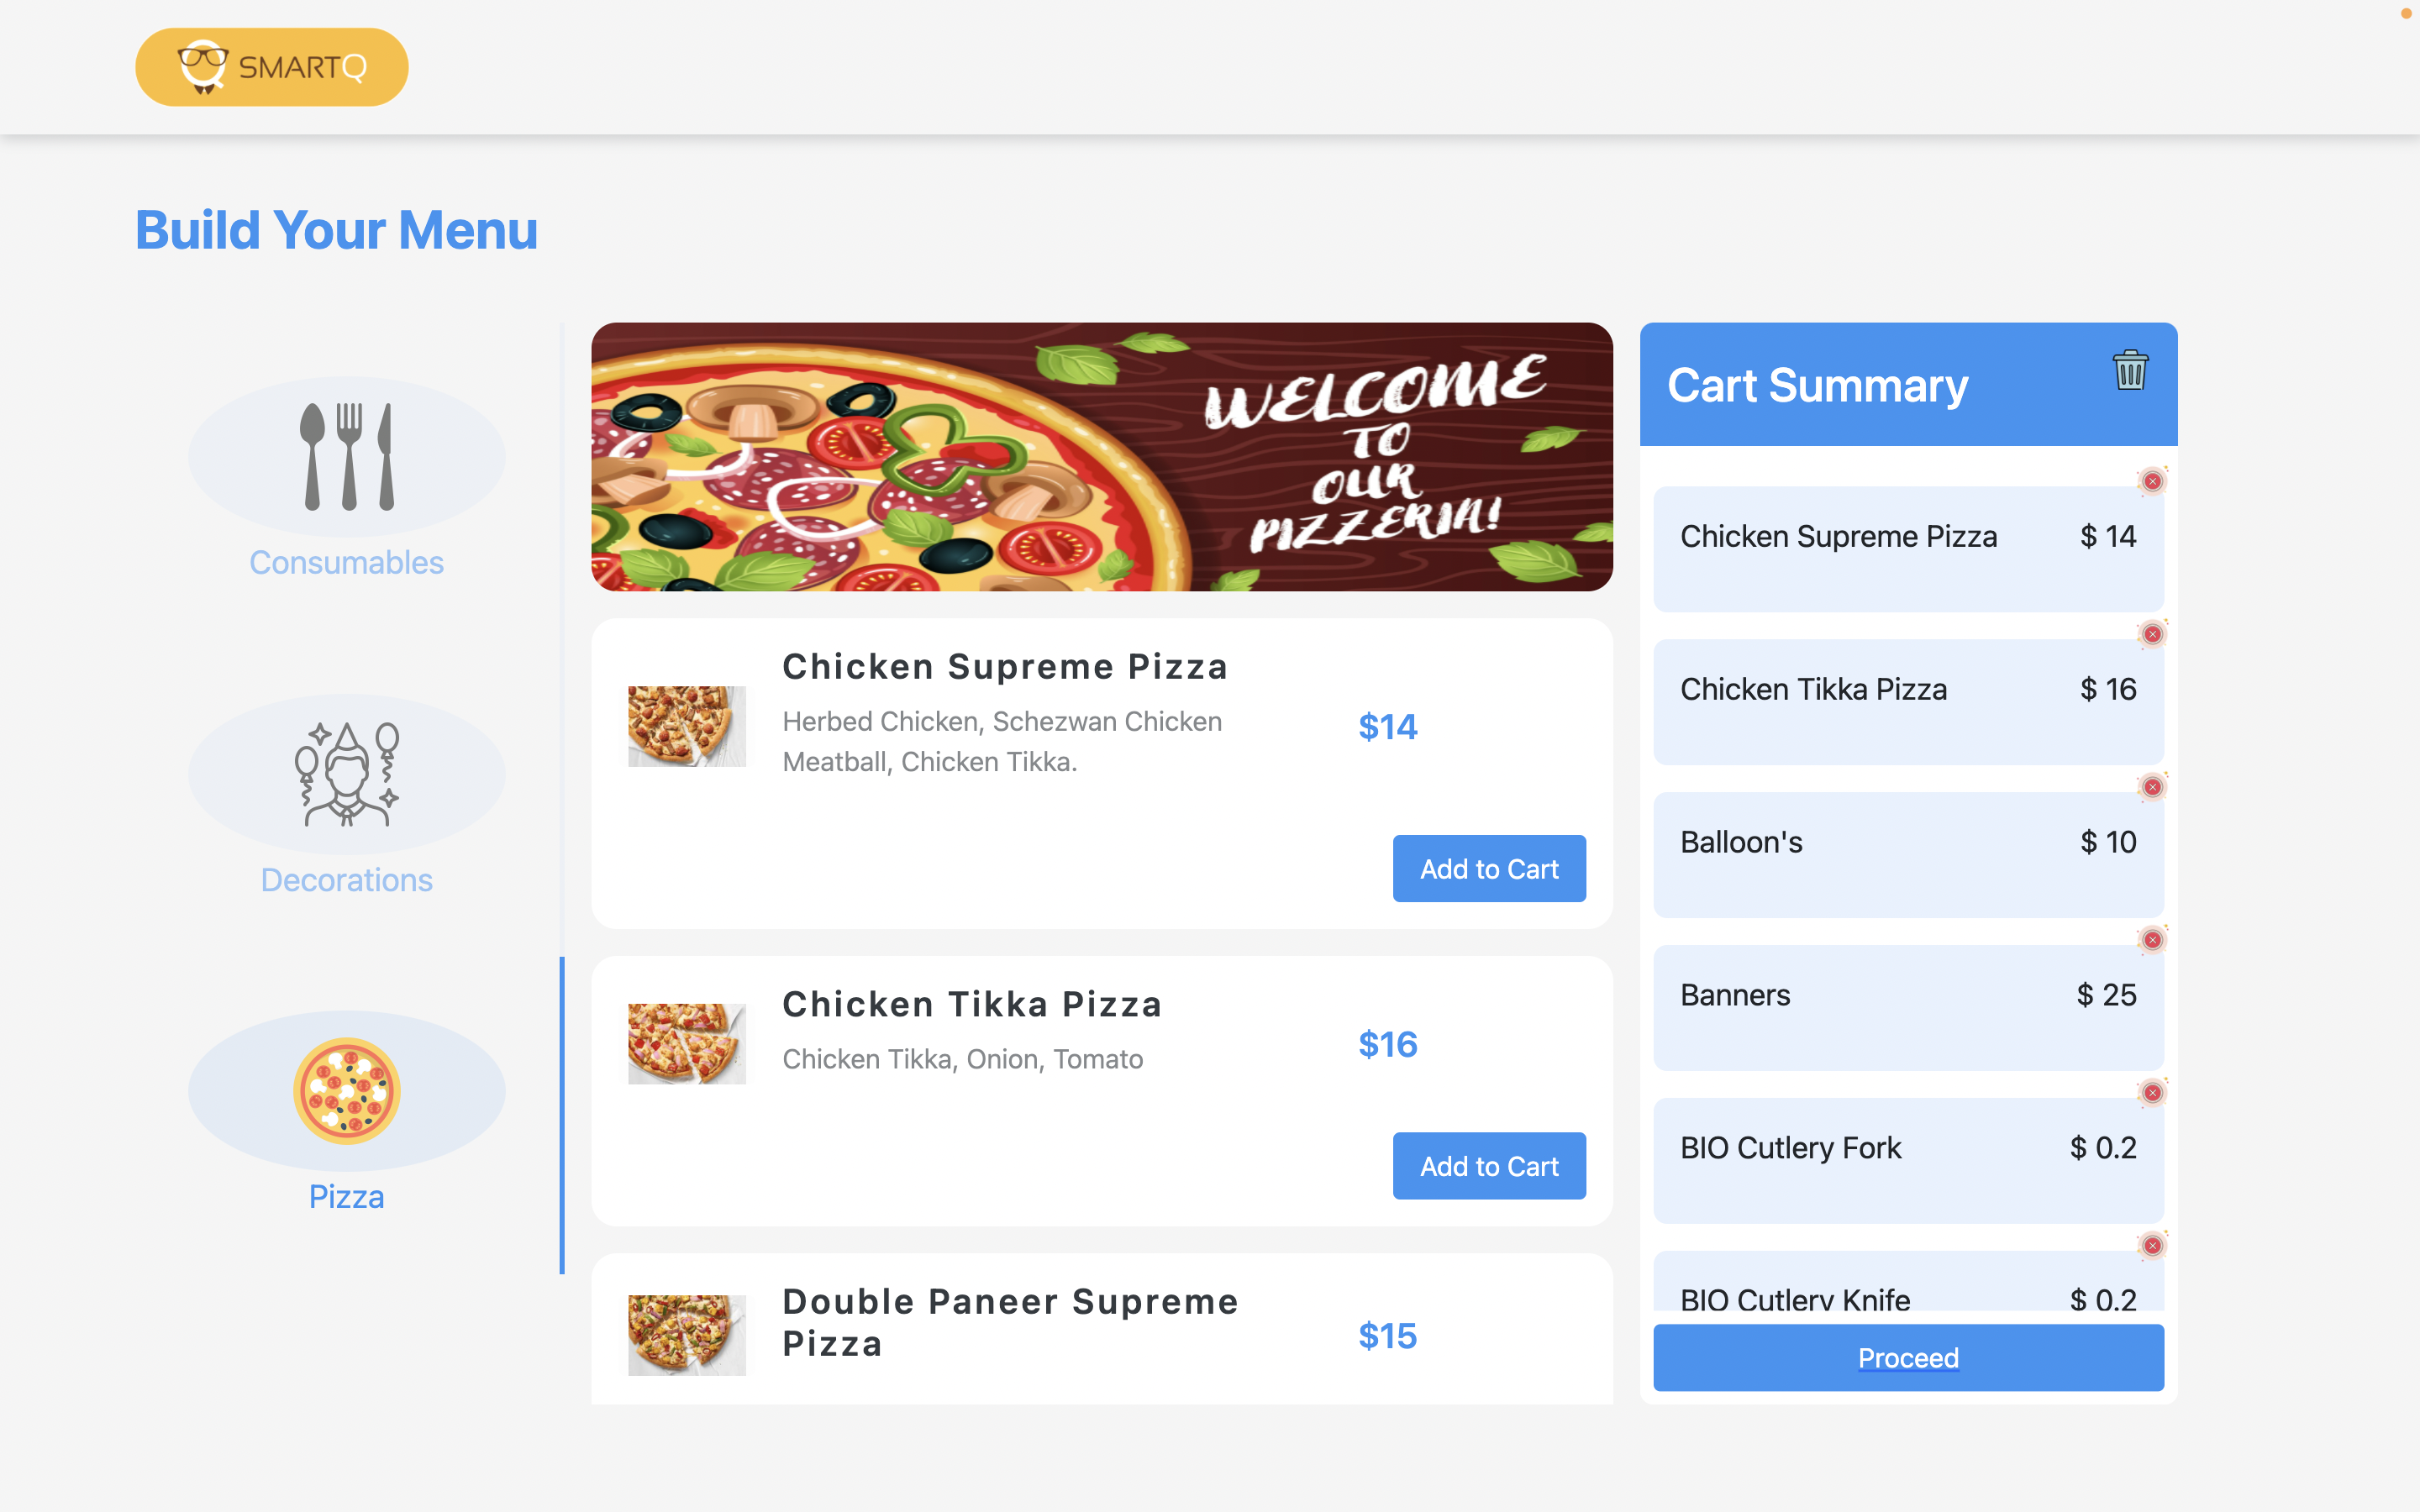 SMARTQ
Build Your Menu
Consumables
Decorations
Pizza
WELCOME
TO
OUR
PIZZERIA!
Chicken Supreme Pizza
Herbed Chicken, Schezwan Chicken
Meatball, Chicken Tikka.
$14
Add to Cart
Chicken Tikka Pizza
Chicken Tikka, Onion, Tomato
$16
Add to Cart
Double Paneer Supreme
Pizza
$15
Cart Summary
Chicken Supreme Pizza $ 14
Chicken Tikka Pizza $ 16
Balloon's $ 10
Banners $ 25
BIO Cutlery Fork $ 0.2
BIO Cutlery Knife $ 0.2
Proceed